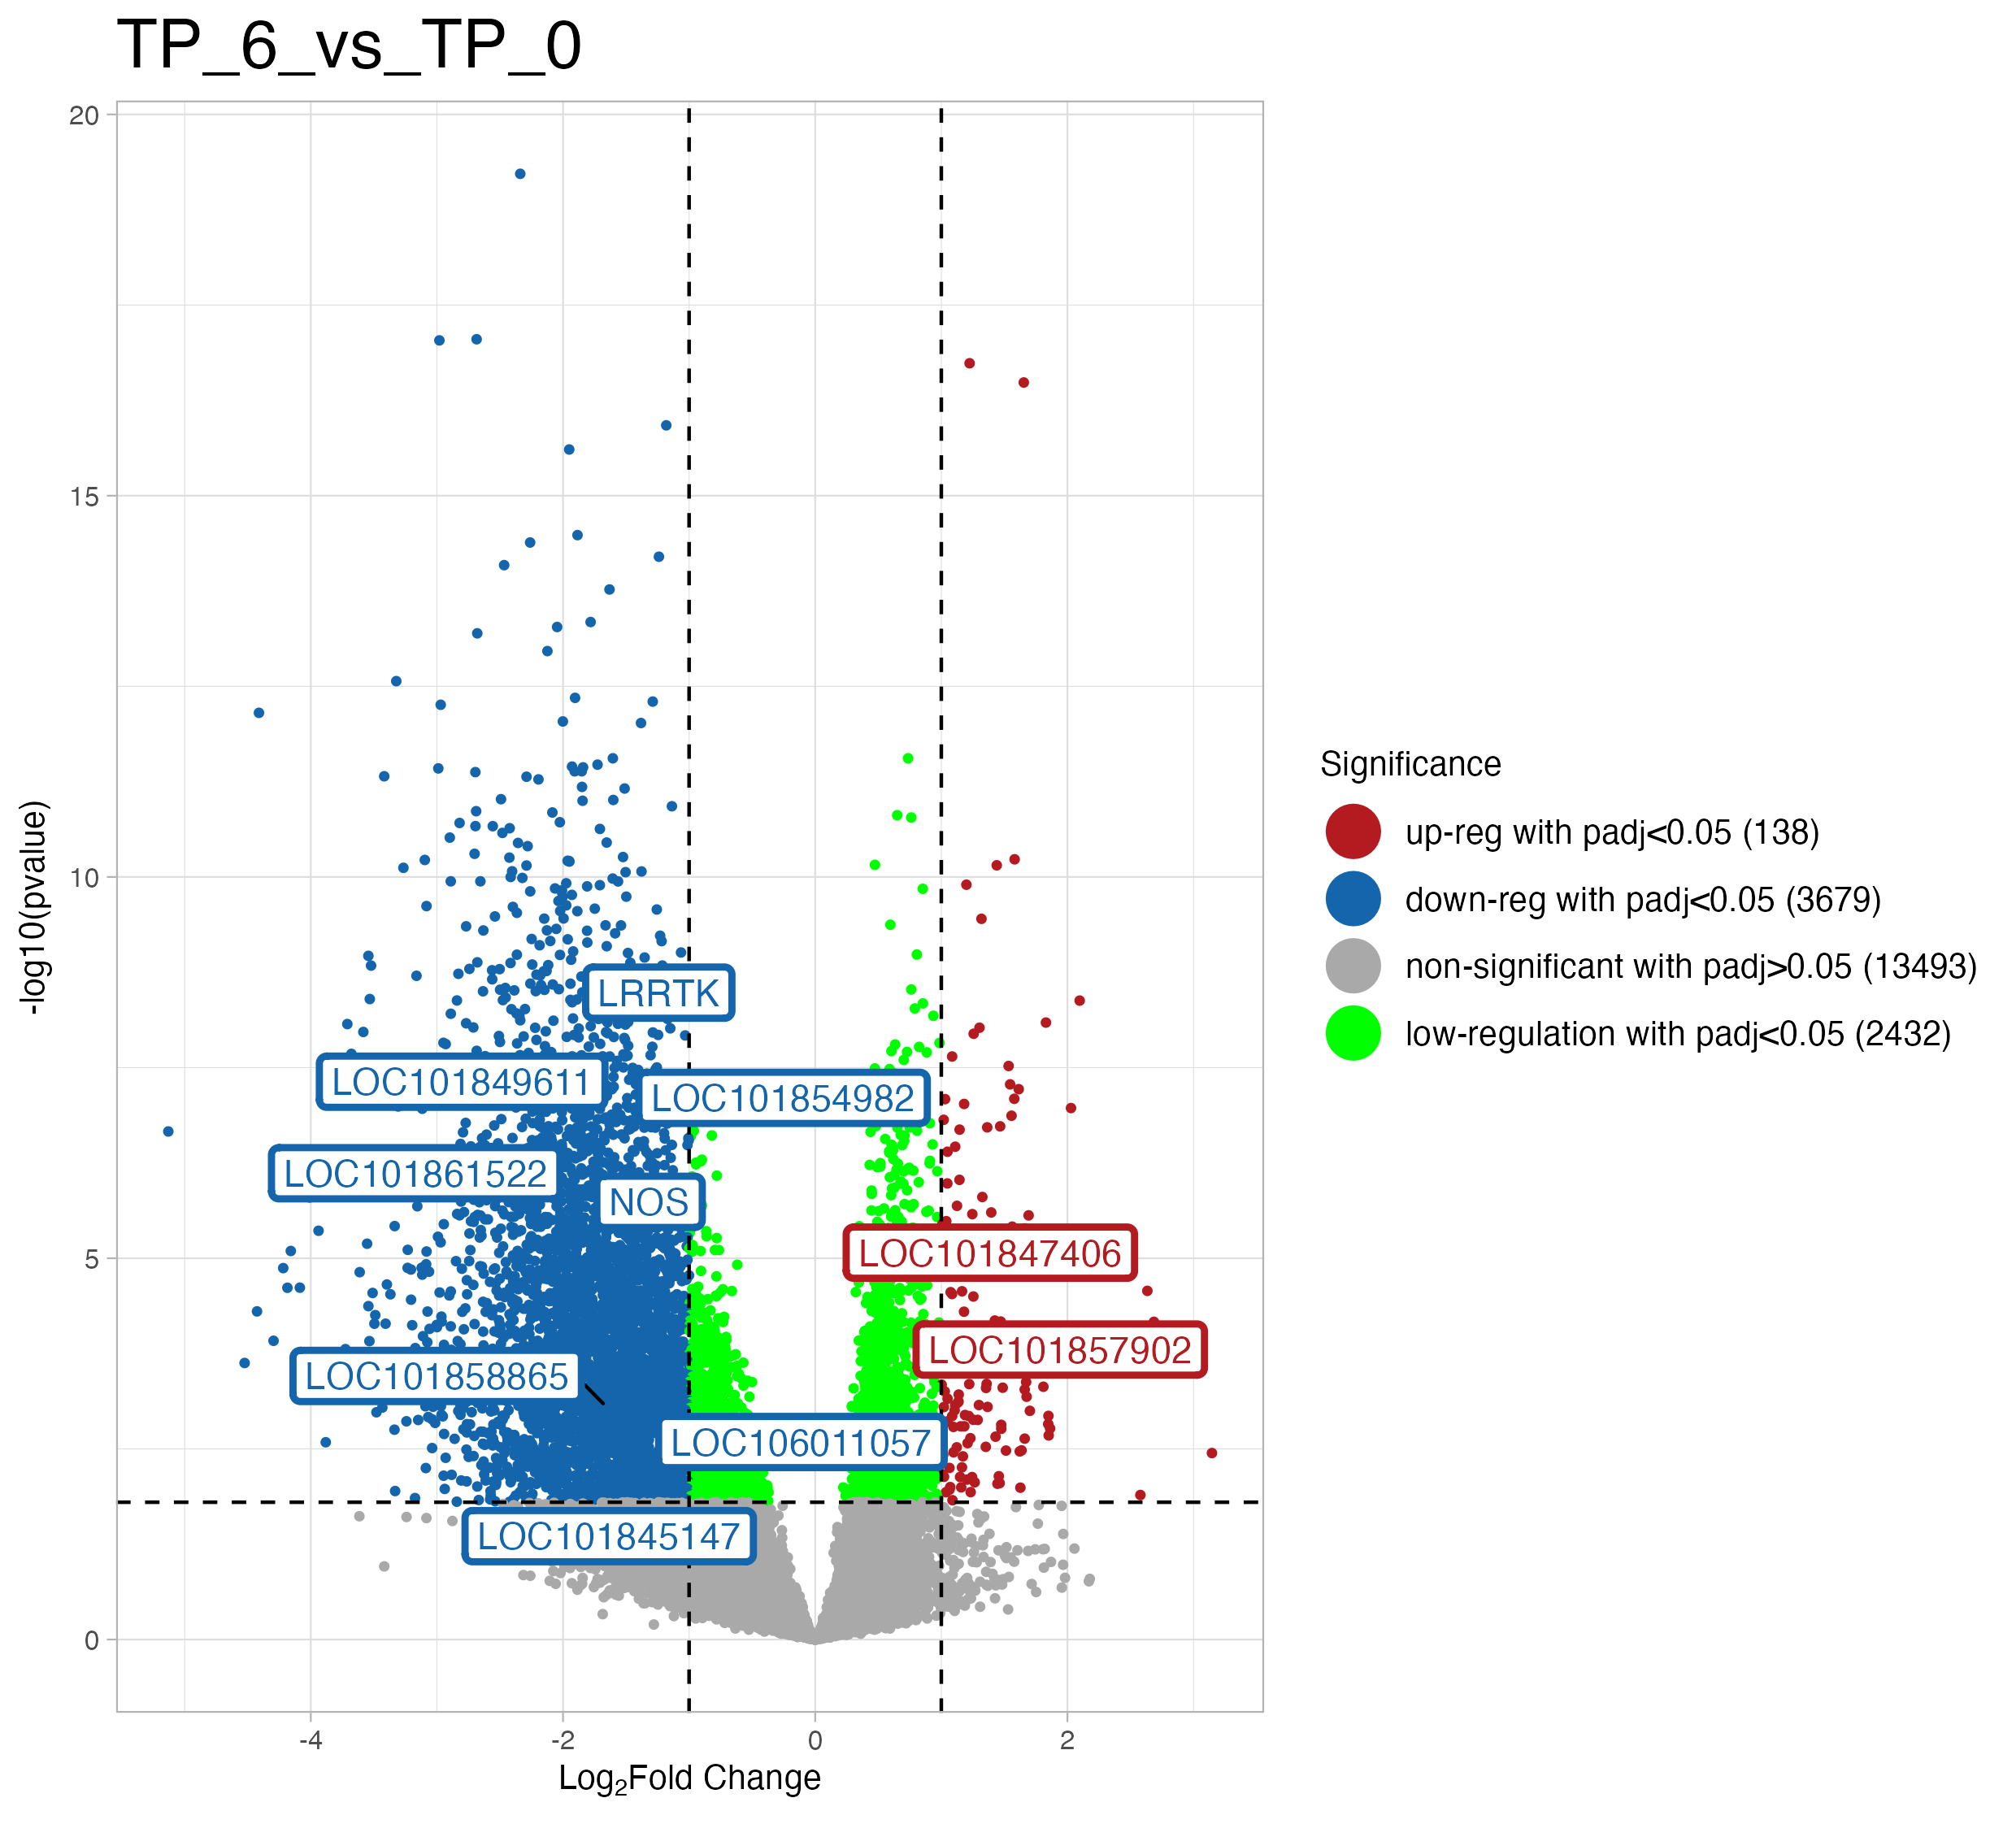 TP_6_vs_TP_0
20
15
10
5
0
-log10(pvalue)
LRRTK
LOC101849611
LOC101854982
LOC101861522
NOS
LOC101847406
LOC101857902
LOC101858865
LOC106011057
LOC101845147
-4
-2
0
2
Log₂Fold Change
Significance
up-reg with padj<0.05 (138)
down-reg with padj<0.05 (3679)
non-significant with padj>0.05 (13493)
low-regulation with padj<0.05 (2432)